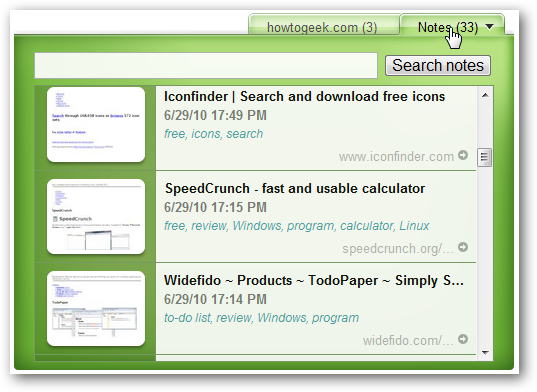 howtogeek.com (3)
Notes (33)
Search notes
Iconfinder | Search and download free icons
6/29/10 17:49 PM
free, icons, search
www.iconfinder.com
SpeedCrunch - fast and usable calculator
6/29/10 17:15 PM
free, review, Windows, program, calculator, Linux
speedcrunch.org/...
SpeedCrunch
Widefido ~ Products ~ TodoPaper ~ Simply S...
6/29/10 17:14 PM
to-do list, review, Windows, program
widefido.com/...
TodoPaper